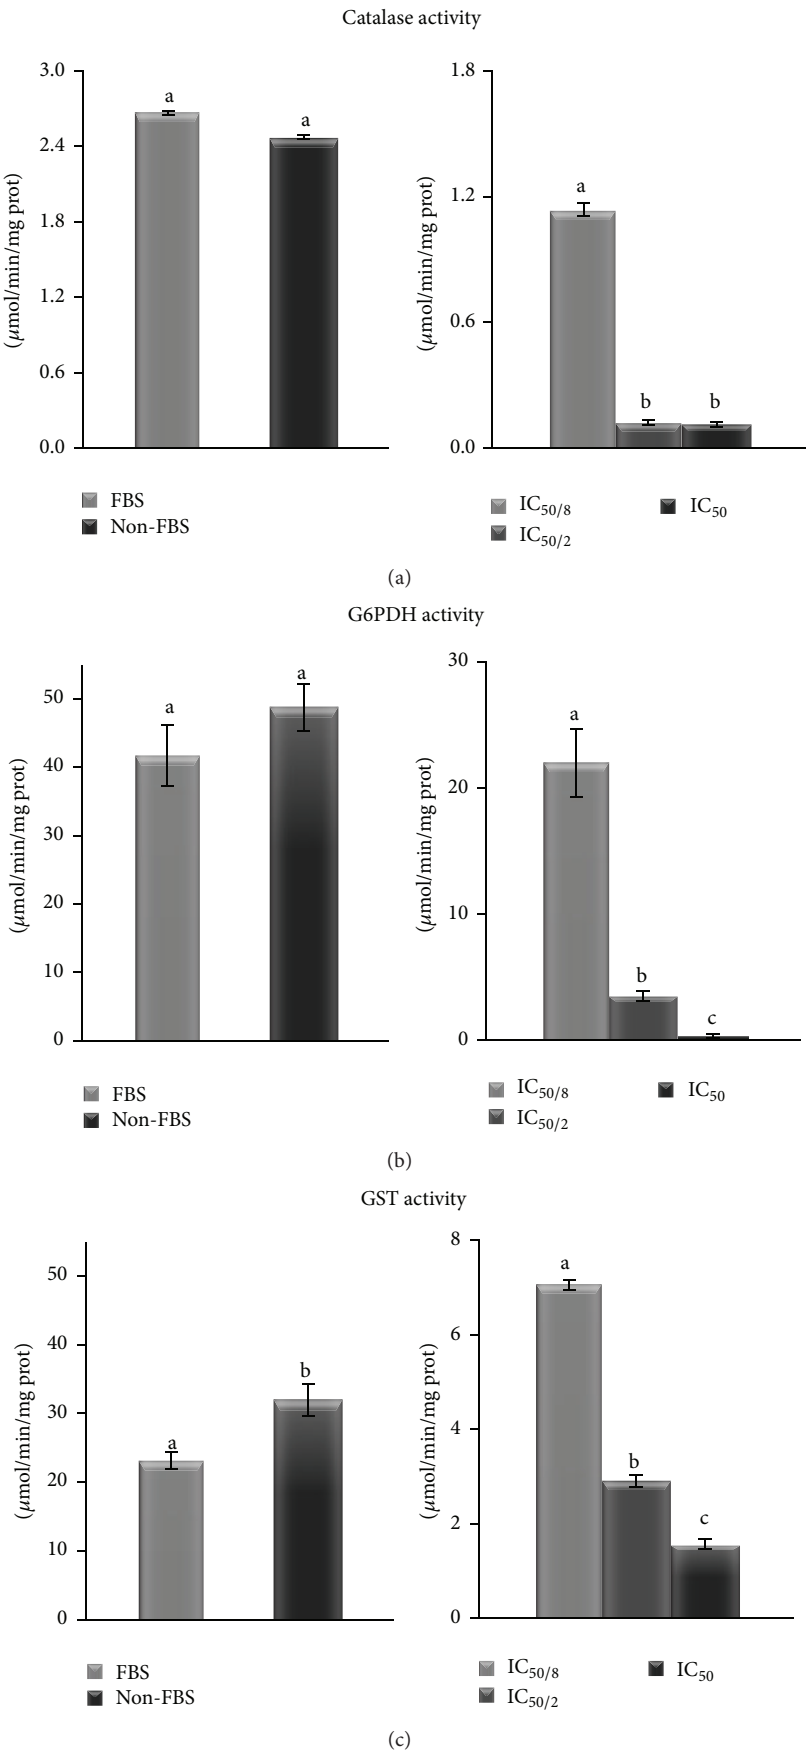 Catalase activity
3.0
2.4
1.8
1.2
0.6
0.0
(μmol/min/mg prot)
a
a
FBS
Non-FBS
1.8
1.2
0.6
0.0
(μmol/min/mg prot)
a
b
b
IC50/8
IC50/2
IC50
(a)
G6PDH activity
50
40
30
20
10
0
(μmol/min/mg prot)
a
a
FBS
Non-FBS
30
20
10
0
(μmol/min/mg prot)
a
b
c
IC50/8
IC50/2
IC50
(b)
GST activity
50
40
30
20
10
0
(μmol/min/mg prot)
a
b
FBS
Non-FBS
8
6
4
2
0
(μmol/min/mg prot)
a
b
c
IC50/8
IC50/2
IC50
(c)